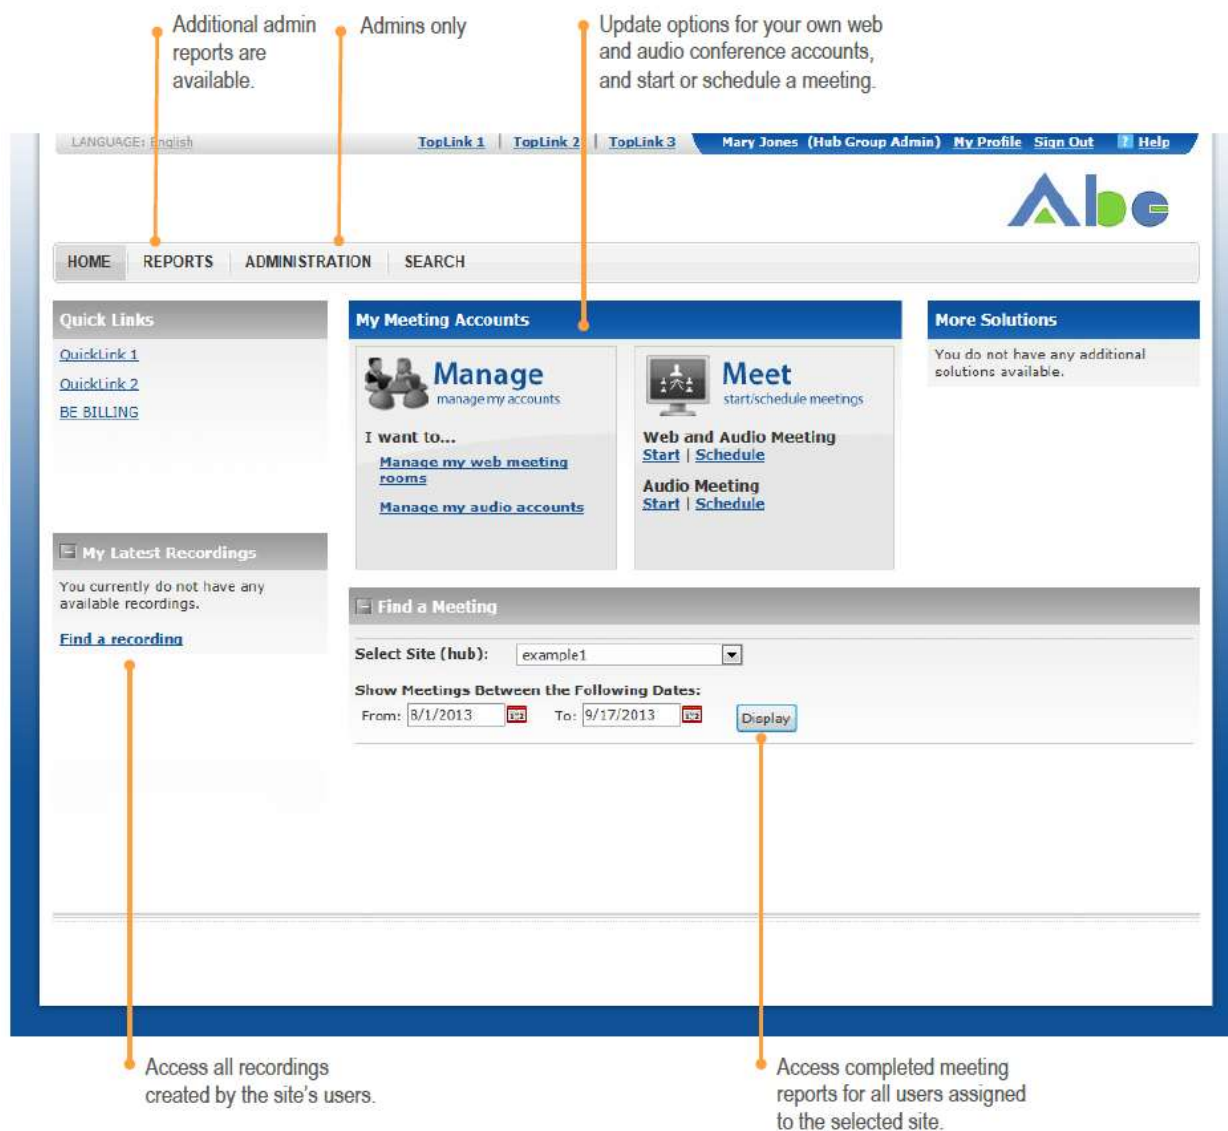 Additional admin
reports are
available.
Admins only
Update options for your own web
and audio conference accounts,
and start or schedule a meeting.
LANGUAGE: English
TopLink 1 | TopLink 2 | TopLink 3
Mary Jones (Hub Group Admin) My Profile Sign Out ? Help
Abc
HOME REPORTS ADMINISTRATION SEARCH
Quick Links
QuickLink 1
QuickLink 2
BE BILLING
My Meeting Accounts
Manage
manage my accounts
I want to...
Manage my web meeting
rooms
Manage my audio accounts
Meet
start/schedule meetings
Web and Audio Meeting
Start | Schedule
Audio Meeting
Start | Schedule
More Solutions
You do not have any additional
solutions available.
My Latest Recordings
You currently do not have any
available recordings.
Find a recording
Find a Meeting
Select Site (hub): example1
Show Meetings Between the Following Dates:
From: 8/1/2013 To: 9/17/2013 Display
Access all recordings
created by the site's users.
Access completed meeting
reports for all users assigned
to the selected site.